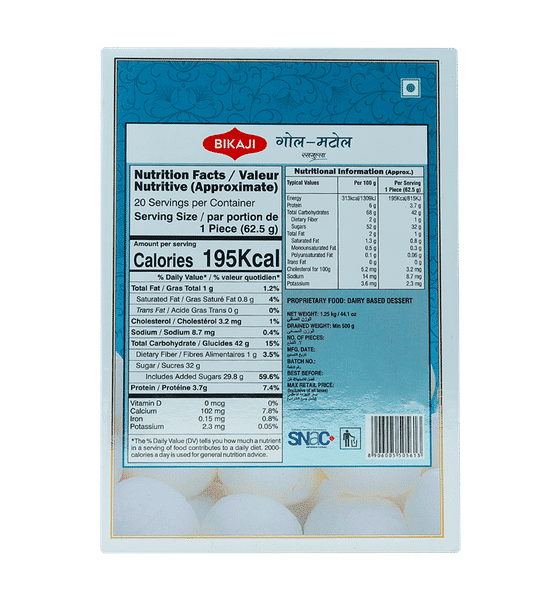 BIKAJI
गोल-मटोल
रसगुल्ला
Nutrition Facts / Valeur
Nutritive (Approximate)
20 Servings per Container
Serving Size / par portion de
1 Piece (62.5 g)
Amount per serving
Calories 195Kcal
% Daily Value* / % valeur quotidien*
Total Fat / Gras Total 1 g 1.2%
Saturated Fat / Gras Saturé Fat 0.8 g 4%
Trans Fat / Acide Gras Trans 0 g 0%
Cholesterol / Cholestérol 3.2 mg 1%
Sodium / Sodium 8.7 mg 0.4%
Total Carbohydrate / Glucides 42 g 15%
Dietary Fiber / Fibres Alimentaires 1 g 3.5%
Sugar / Sucres 32 g
Includes Added Sugars 29.8 g 59.6%
Protein / Protéine 3.7g 7.4%
Vitamin D 0 mcg 0%
Calcium 102 mg 7.8%
Iron 0.15 mg 0.8%
Potassium 2.3 mg 0.05%
*The % Daily Value (DV) tells you how much a nutrient
in a serving of food contributes to a daily diet. 2000-
calories a day is used for general nutrition advice.
Nutritional Information (Approx.)
Typical Values Per 100 g Per Serving
1 Piece (62.5 g)
Energy 313kcal/1309kJ 195Kcal/815KJ
Protein 6 g 3.7 g
Total Carbohydrates 68 g 42 g
Dietary Fiber 2 g 1 g
Sugars 52 g 32 g
Total Fat 2 g 1 g
Saturated Fat 1.3 g 0.8 g
Monounsaturated Fat 0.5 g 0.3 g
Polyunsaturated Fat 0.1 g 0.06 g
Trans Fat 0 g 0 g
Cholesterol for 100g 5.2 mg 3.2 mg
Sodium 14 mg 8.7 mg
Potassium 3.6 mg 2.3 mg
PROPRIETARY FOOD: DAIRY BASED DESSERT
NET WEIGHT: 1.25 kg / 44.1 oz
الوزن الصافي
DRAINED WEIGHT: Min 500 g
الوزن المصفى
NO. OF PIECES:
MFG. DATE:
تاريخ التصنيع
BATCH NO.:
BEST BEFORE:
MAX RETAIL PRICE:
(Inclusive of all taxes)
SNAC
8 906005 505613